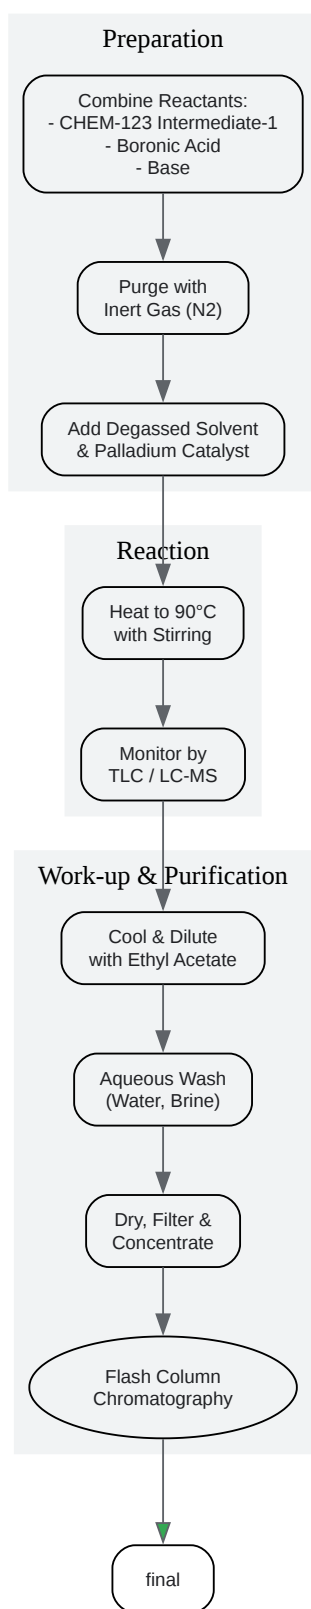 Preparation
Combine Reactants:
- CHEM-123 Intermediate-1
- Boronic Acid
- Base
Purge with
Inert Gas (N2)
Add Degassed Solvent
& Palladium Catalyst
Reaction
Heat to 90°C
with Stirring
Monitor by
TLC / LC-MS
Work-up & Purification
Cool & Dilute
with Ethyl Acetate
Aqueous Wash
(Water, Brine)
Dry, Filter &
Concentrate
Flash Column
Chromatography
final